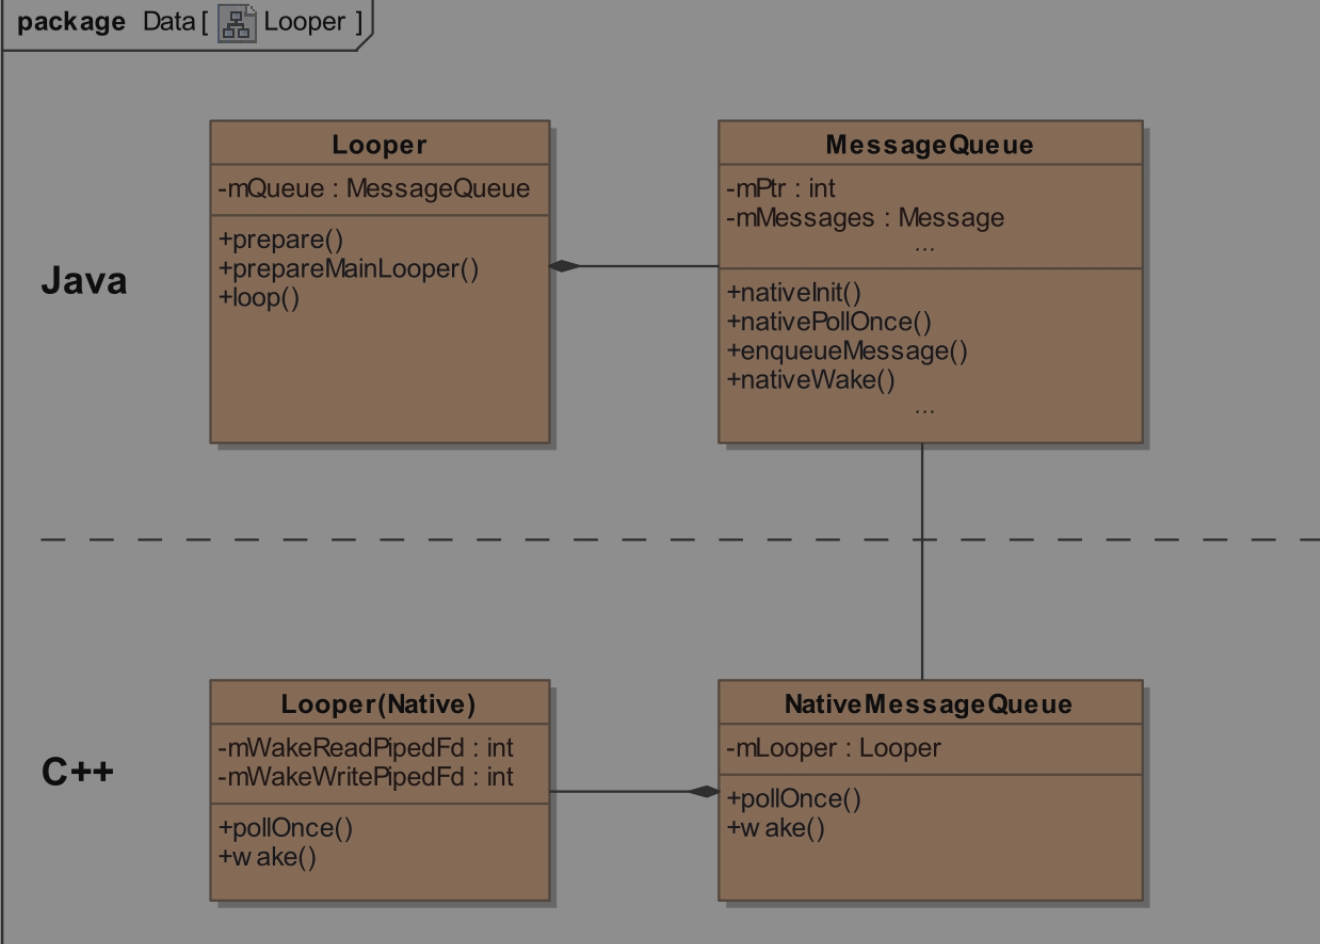 package Data [ Looper ]
Looper
-mQueue : MessageQueue
+prepare()
+prepareMainLooper()
+loop()
MessageQueue
-mPtr : int
-mMessages : Message
...
+nativeInit()
+nativePollOnce()
+enqueueMessage()
+nativeWake()
...
Java
Looper(Native)
-mWakeReadPipedFd : int
-mWakeWritePipedFd : int
+pollOnce()
+w ake()
NativeMessageQueue
-mLooper : Looper
+pollOnce()
+w ake()
C++